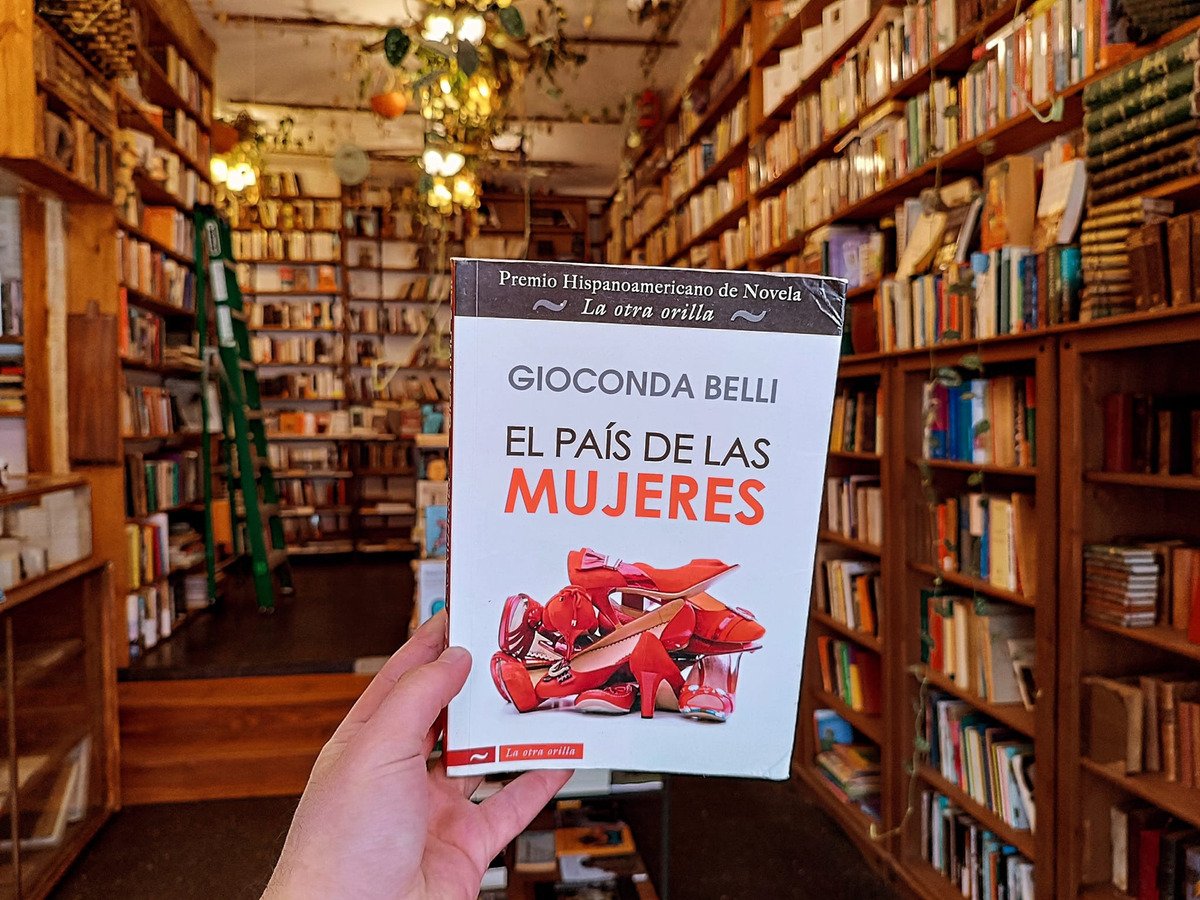 Premio Hispanoamericano de Novela
La otra orilla
GIOCONDA BELLI
EL PAÍS DE LAS
MUJERES
La otra orilla